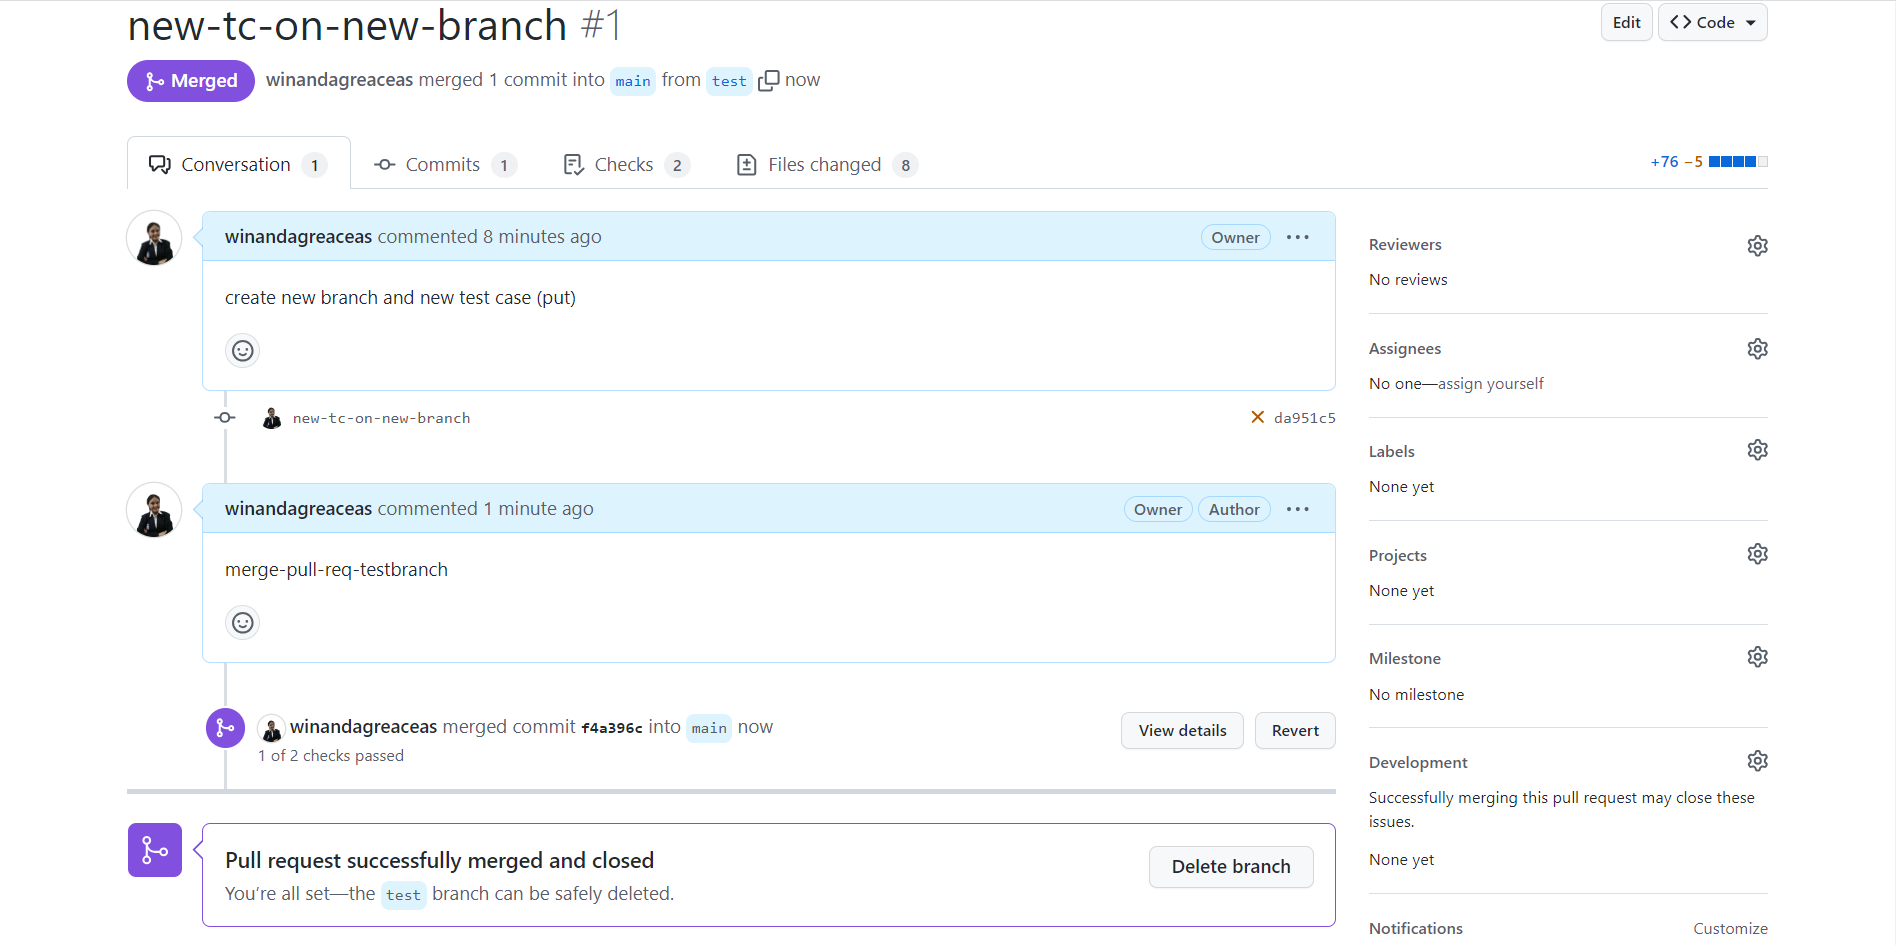 new-tc-on-new-branch #1
Edit
Code
Merged
winandagreaceas merged 1 commit into main from test now
Conversation 1
Commits 1
Checks 2
Files changed 8
+76 −5
winandagreaceas commented 8 minutes ago
Owner
create new branch and new test case (put)
new-tc-on-new-branch
da951c5
winandagreaceas commented 1 minute ago
Owner
Author
merge-pull-req-testbranch
winandagreaceas merged commit f4a396c into main now
1 of 2 checks passed
View details
Revert
Pull request successfully merged and closed
You’re all set—the test branch can be safely deleted.
Delete branch
Reviewers
No reviews
Assignees
No one—assign yourself
Labels
None yet
Projects
None yet
Milestone
No milestone
Development
Successfully merging this pull request may close these
issues.
None yet
Notifications
Customize